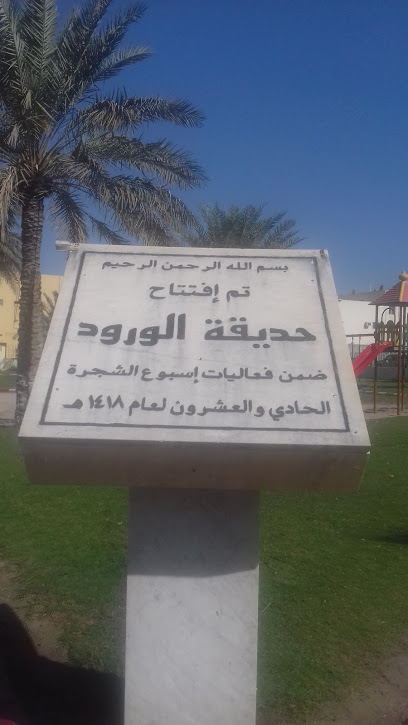 بسم الله الرحمن الرحيم
تم إفتتاح
حديقة الورود
ضمن فعاليات إسبوع الشجرة
الحادي والعشرون لعام ١٤١٨ هـ